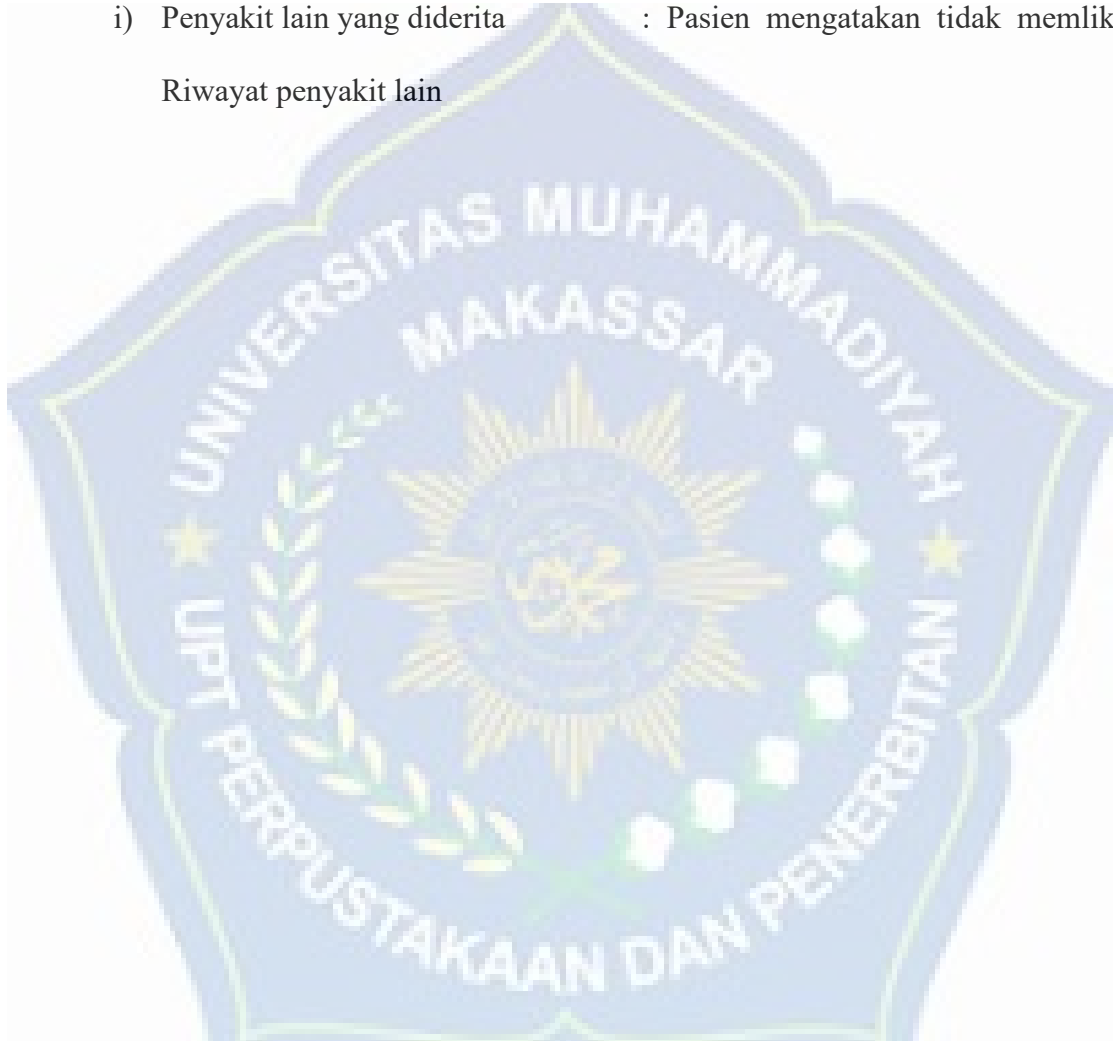 i) Penyakit lain yang diderita : Pasien mengatakan tidak memlik
Riwayat penyakit lain
UNIVERSITAS MUHAMMADIYAH
MAKASSAR
UPT PERPUSTAKAAN DAN PENERBITAN